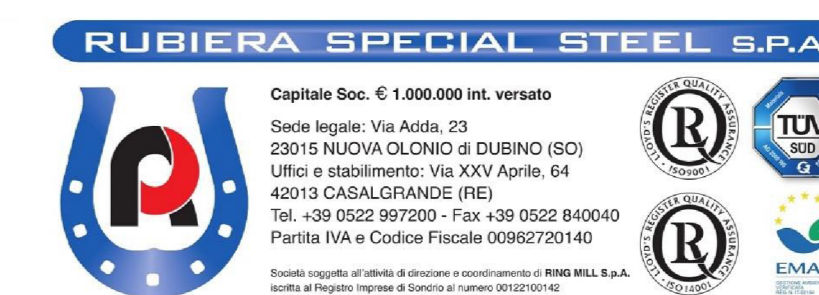 RUBIERA SPECIAL STEEL S.P.A
Capitale Soc. € 1.000.000 int. versato
Sede legale: Via Adda, 23
23015 NUOVA OLONIO di DUBINO (SO)
Uffici e stabilimento: Via XXV Aprile, 64
42013 CASALGRANDE (RE)
Tel. +39 0522 997200 - Fax +39 0522 840040
Partita IVA e Codice Fiscale 00962720140
Società soggetta all'attività di direzione e coordinamento di RING MILL S.p.A.
iscritta al Registro Imprese di Sondrio al numero 00122100142
LLOYD'S REGISTER QUALITY ASSURANCE
ISO9001
TÜV
SÜD
LLOYD'S REGISTER QUALITY ASSURANCE
ISO14001
EMA